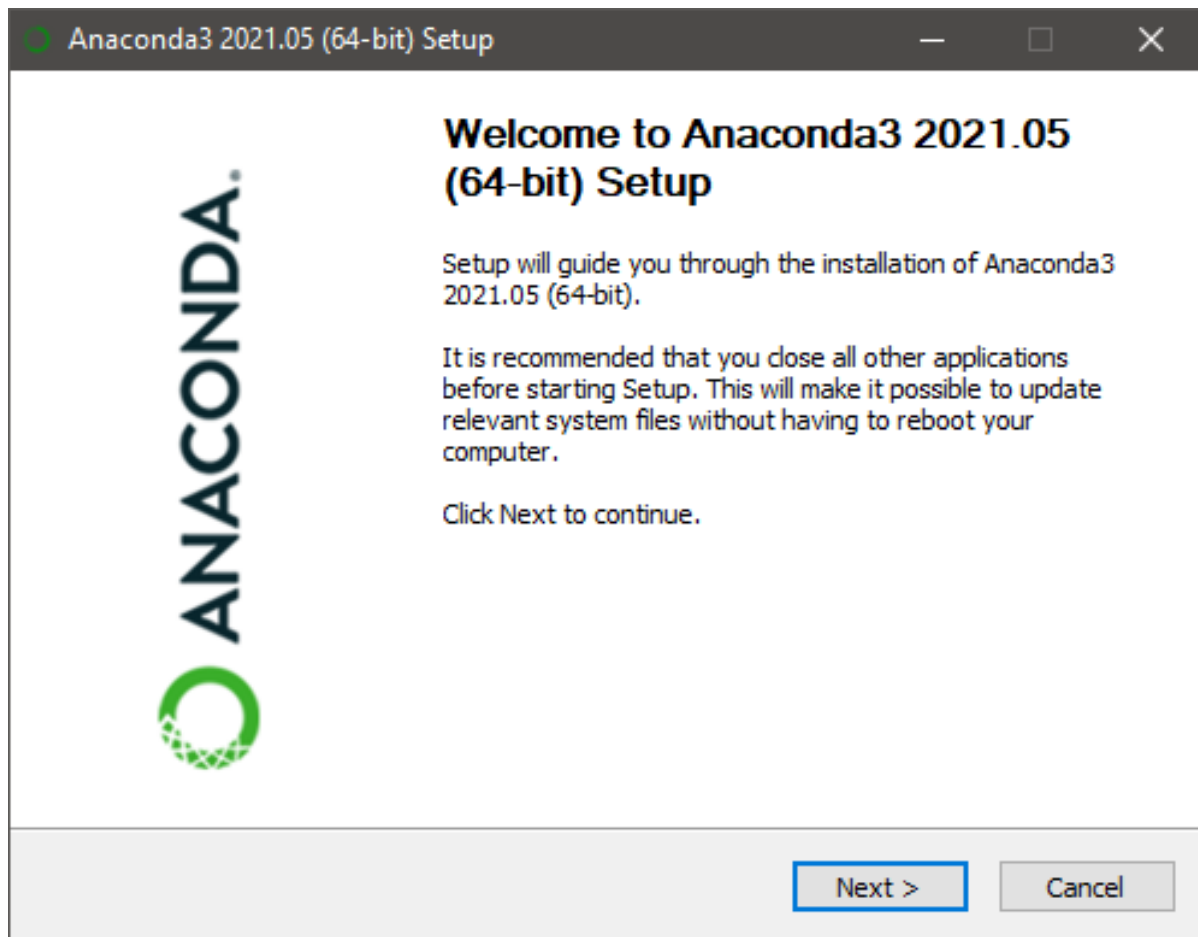 Anaconda3 2021.05 (64-bit) Setup
Welcome to Anaconda3 2021.05
(64-bit) Setup
ANACONDA.
Setup will guide you through the installation of Anaconda3
2021.05 (64-bit).
It is recommended that you close all other applications
before starting Setup. This will make it possible to update
relevant system files without having to reboot your
computer.
Click Next to continue.
Next >
Cancel